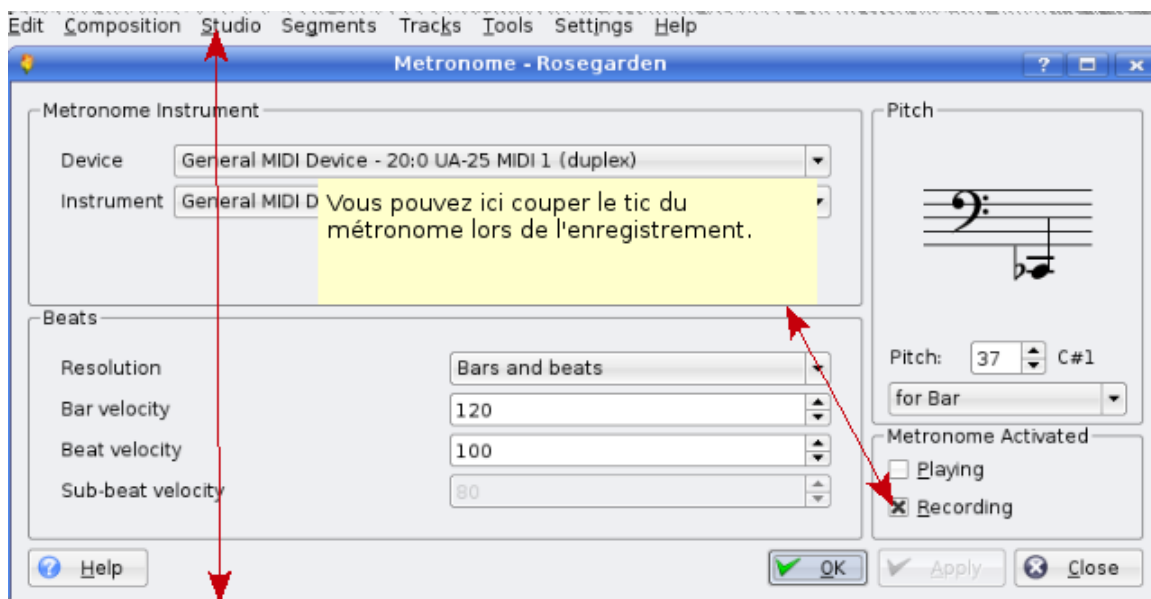 Edit Composition Studio Segments Tracks Tools Settings Help
Metronome - Rosegarden
Metronome Instrument
Device General MIDI Device - 20:0 UA-25 MIDI 1 (duplex)
Instrument General MIDI D
Vous pouvez ici couper le tic du
métronome lors de l'enregistrement.
Beats
Resolution Bars and beats
Bar velocity 120
Beat velocity 100
Sub-beat velocity 80
Pitch
Pitch: 37 C#1
for Bar
Metronome Activated
Playing
Recording
Help OK Apply Close